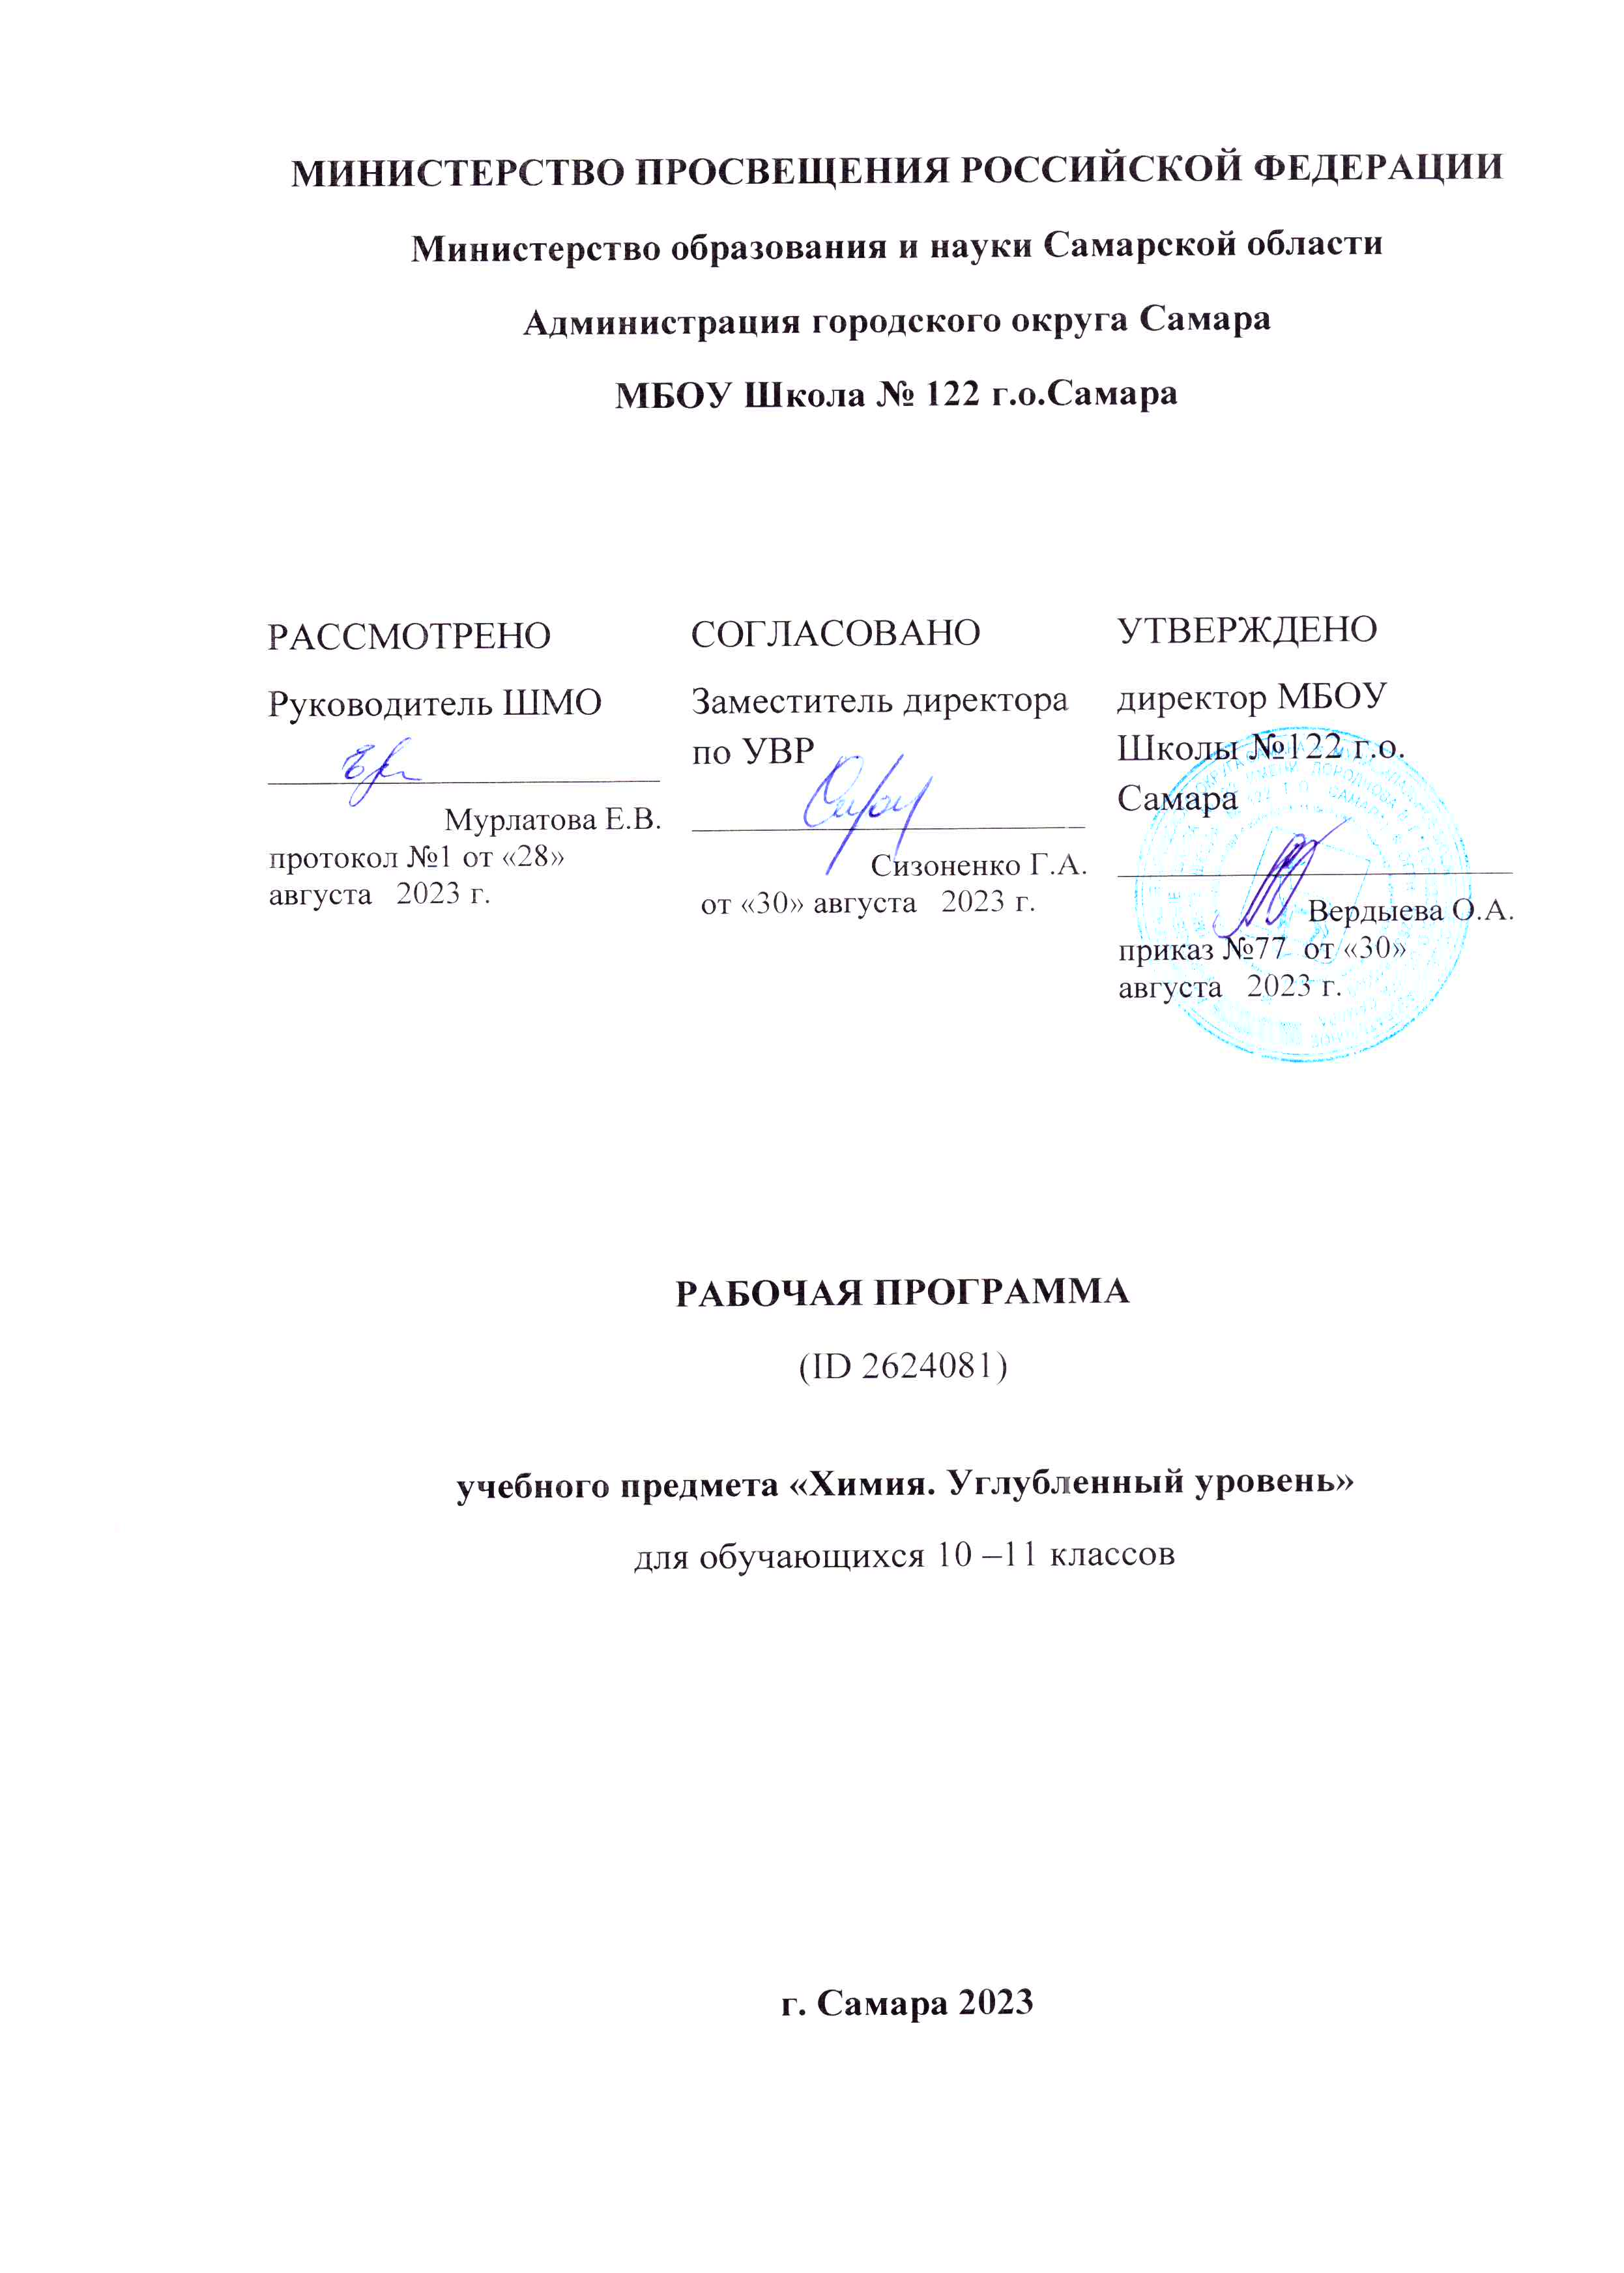 МИНИСТЕРСТВО ПРОСВЕЩЕНИЯ РОССИЙСКОЙ ФЕДЕРАЦИИ
Министерство образования и науки Самарской области
Администрация городского округа Самара
МБОУ Школа № 122 г.о.Самара
РАССМОТРЕНО
Руководитель ШМО
Мурлатова Е.В.
протокол №1 от «28»
августа 2023 г.
СОГЛАСОВАНО
Заместитель директора
по УВР
Сизоненко Г.А.
от «30» августа 2023 г.
УТВЕРЖДЕНО
директор МБОУ
Школы №122 г.о.
Самара
Вердыева О.А.
приказ №77 от «30»
августа 2023 г.
РАБОЧАЯ ПРОГРАММА
(ID 2624081)
учебного предмета «Химия. Углубленный уровень»
для обучающихся 10 –11 классов
г. Самара 2023